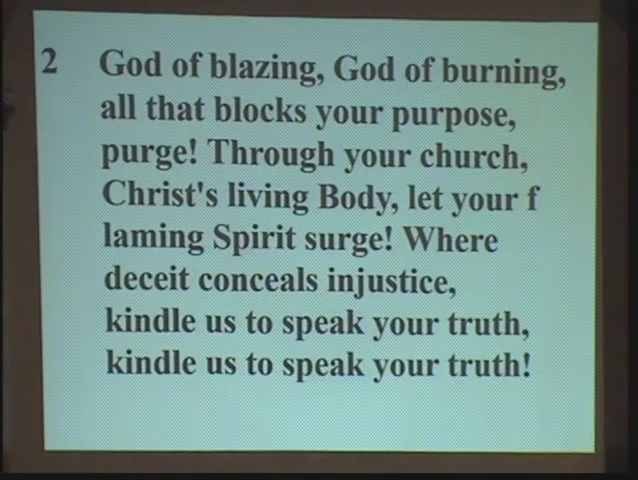 2 God of blazing, God of burning,
all that blocks your purpose,
purge! Through your church,
Christ's living Body, let your f
laming Spirit surge! Where
deceit conceals injustice,
kindle us to speak your truth,
kindle us to speak your truth!